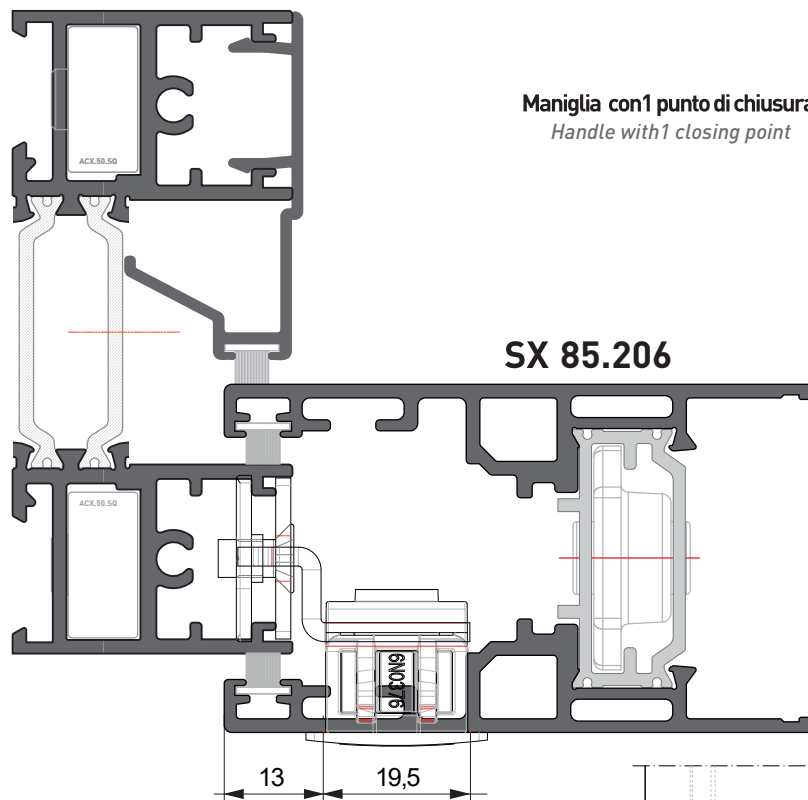 Maniglia con1 punto di chiusura
Handle with1 closing point
ACX.50.SQ
SX 85.206
ACX.50.SQ
6N0376
13
19,5